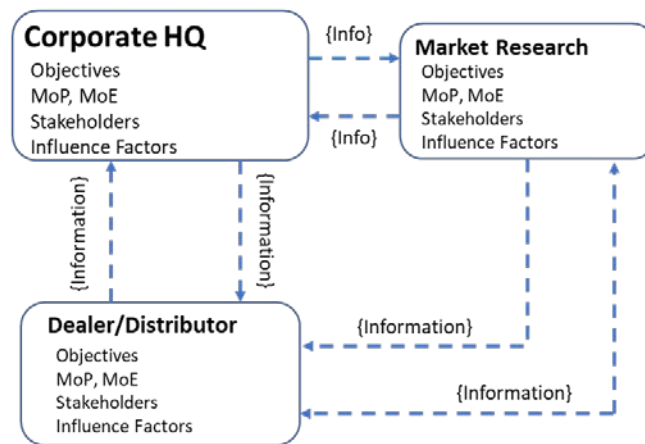 Corporate HQ
Objectives
MoP, MoE
Stakeholders
Influence Factors
{Info}
{Info}
Market Research
Objectives
MoP, MoE
Stakeholders
Influence Factors
{Information}
{Information}
Dealer/Distributor
Objectives
MoP, MoE
Stakeholders
Influence Factors
{Information}
{Information}